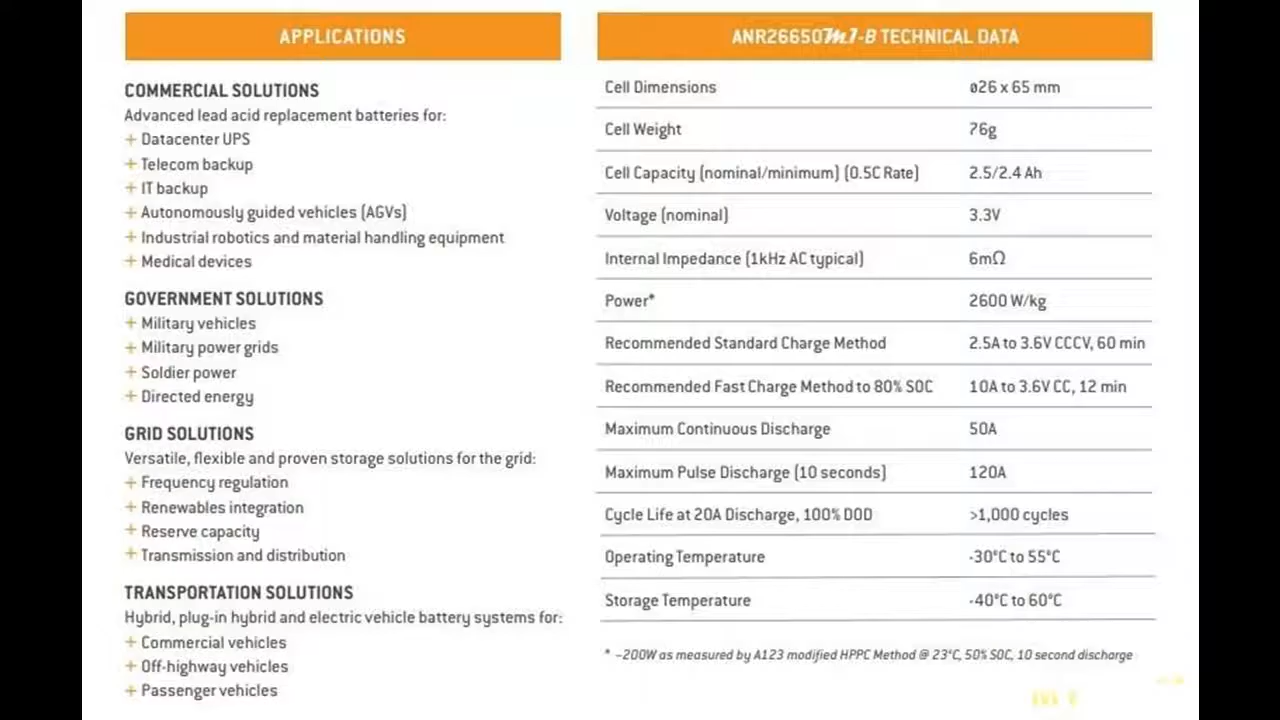 APPLICATIONS
COMMERCIAL SOLUTIONS
Advanced lead acid replacement batteries for:
+ Datacenter UPS
+ Telecom backup
+ IT backup
+ Autonomously guided vehicles (AGVs)
+ Industrial robotics and material handling equipment
+ Medical devices
GOVERNMENT SOLUTIONS
+ Military vehicles
+ Military power grids
+ Soldier power
+ Directed energy
GRID SOLUTIONS
Versatile, flexible and proven storage solutions for the grid:
+ Frequency regulation
+ Renewables integration
+ Reserve capacity
+ Transmission and distribution
TRANSPORTATION SOLUTIONS
Hybrid, plug-in hybrid and electric vehicle battery systems for:
+ Commercial vehicles
+ Off-highway vehicles
+ Passenger vehicles
ANR26650M1-B TECHNICAL DATA
Cell Dimensions ø26 x 65 mm
Cell Weight 76g
Cell Capacity (nominal/minimum) (0.5C Rate) 2.5/2.4 Ah
Voltage (nominal) 3.3V
Internal Impedance (1kHz AC typical) 6mΩ
Power* 2600 W/kg
Recommended Standard Charge Method 2.5A to 3.6V CCCV, 60 min
Recommended Fast Charge Method to 80% SOC 10A to 3.6V CC, 12 min
Maximum Continuous Discharge 50A
Maximum Pulse Discharge (10 seconds) 120A
Cycle Life at 20A Discharge, 100% DOD >1,000 cycles
Operating Temperature -30°C to 55°C
Storage Temperature -40°C to 60°C
* ~200W as measured by A123 modified HPPC Method @ 23°C, 50% SOC, 10 second discharge